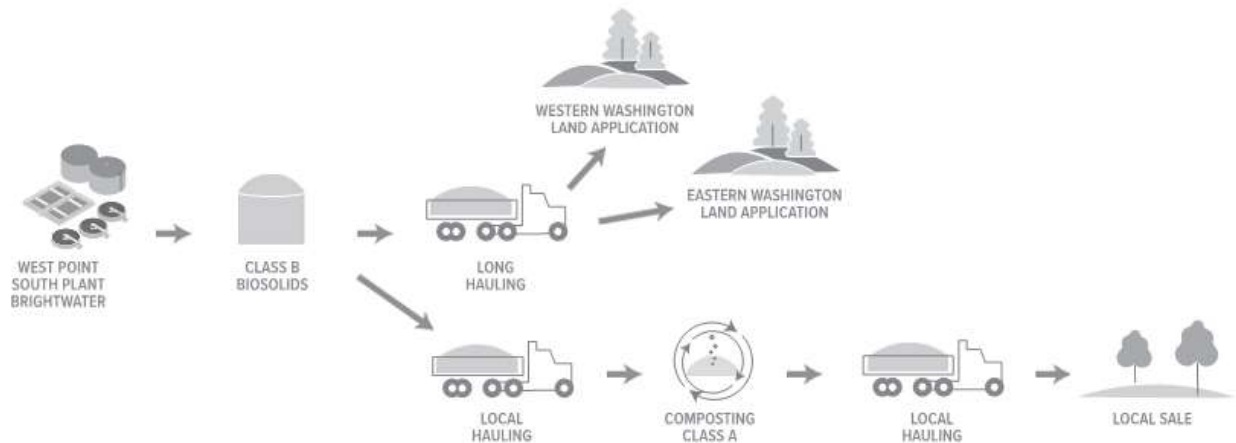 WESTERN WASHINGTON
LAND APPLICATION
EASTERN WASHINGTON
LAND APPLICATION
WEST POINT
SOUTH PLANT
BRIGHTWATER
CLASS B
BIOSOLIDS
LONG
HAULING
LOCAL
HAULING
COMPOSTING
CLASS A
LOCAL
HAULING
LOCAL SALE